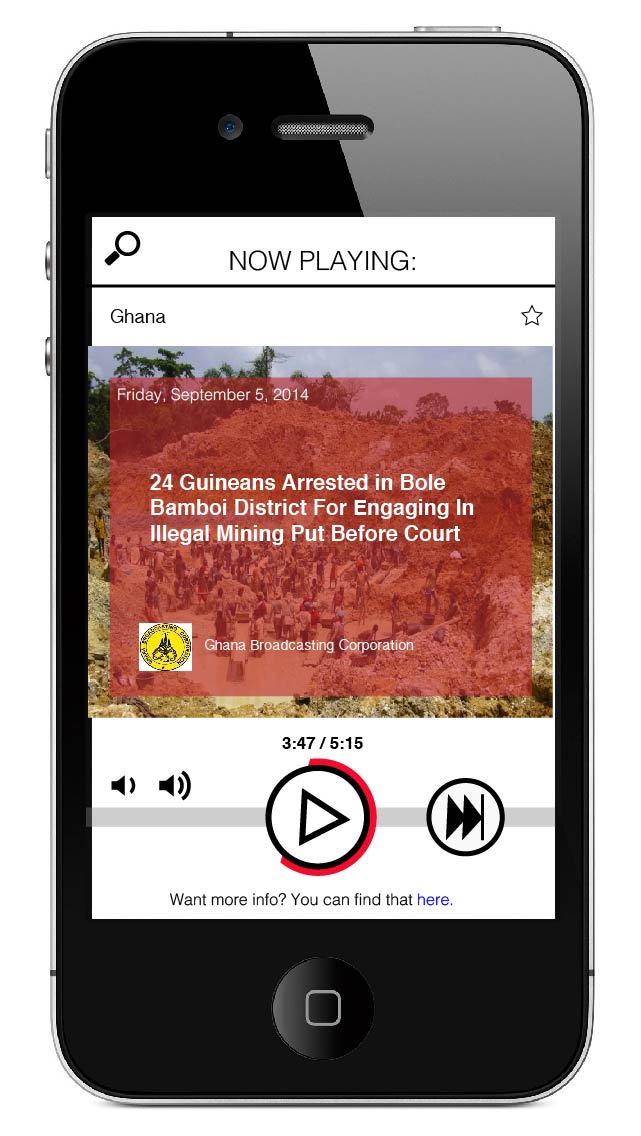 NOW PLAYING:
Ghana
Friday, September 5, 2014
24 Guineans Arrested in Bole
Bamboi District For Engaging In
Illegal Mining Put Before Court
Ghana Broadcasting Corporation
3:47 / 5:15
Want more info? You can find that here.